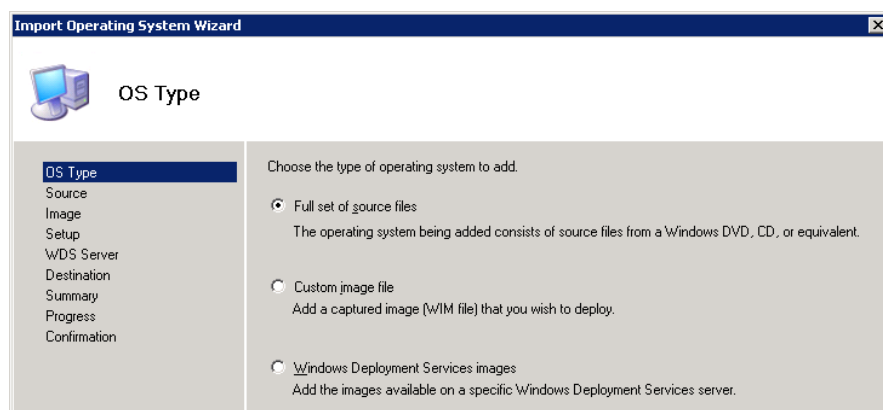 Import Operating System Wizard
OS Type
OS Type
Source
Image
Setup
WDS Server
Destination
Summary
Progress
Confirmation
Choose the type of operating system to add.
Full set of source files
The operating system being added consists of source files from a Windows DVD, CD, or equivalent.
Custom image file
Add a captured image (WIM file) that you wish to deploy.
Windows Deployment Services images
Add the images available on a specific Windows Deployment Services server.